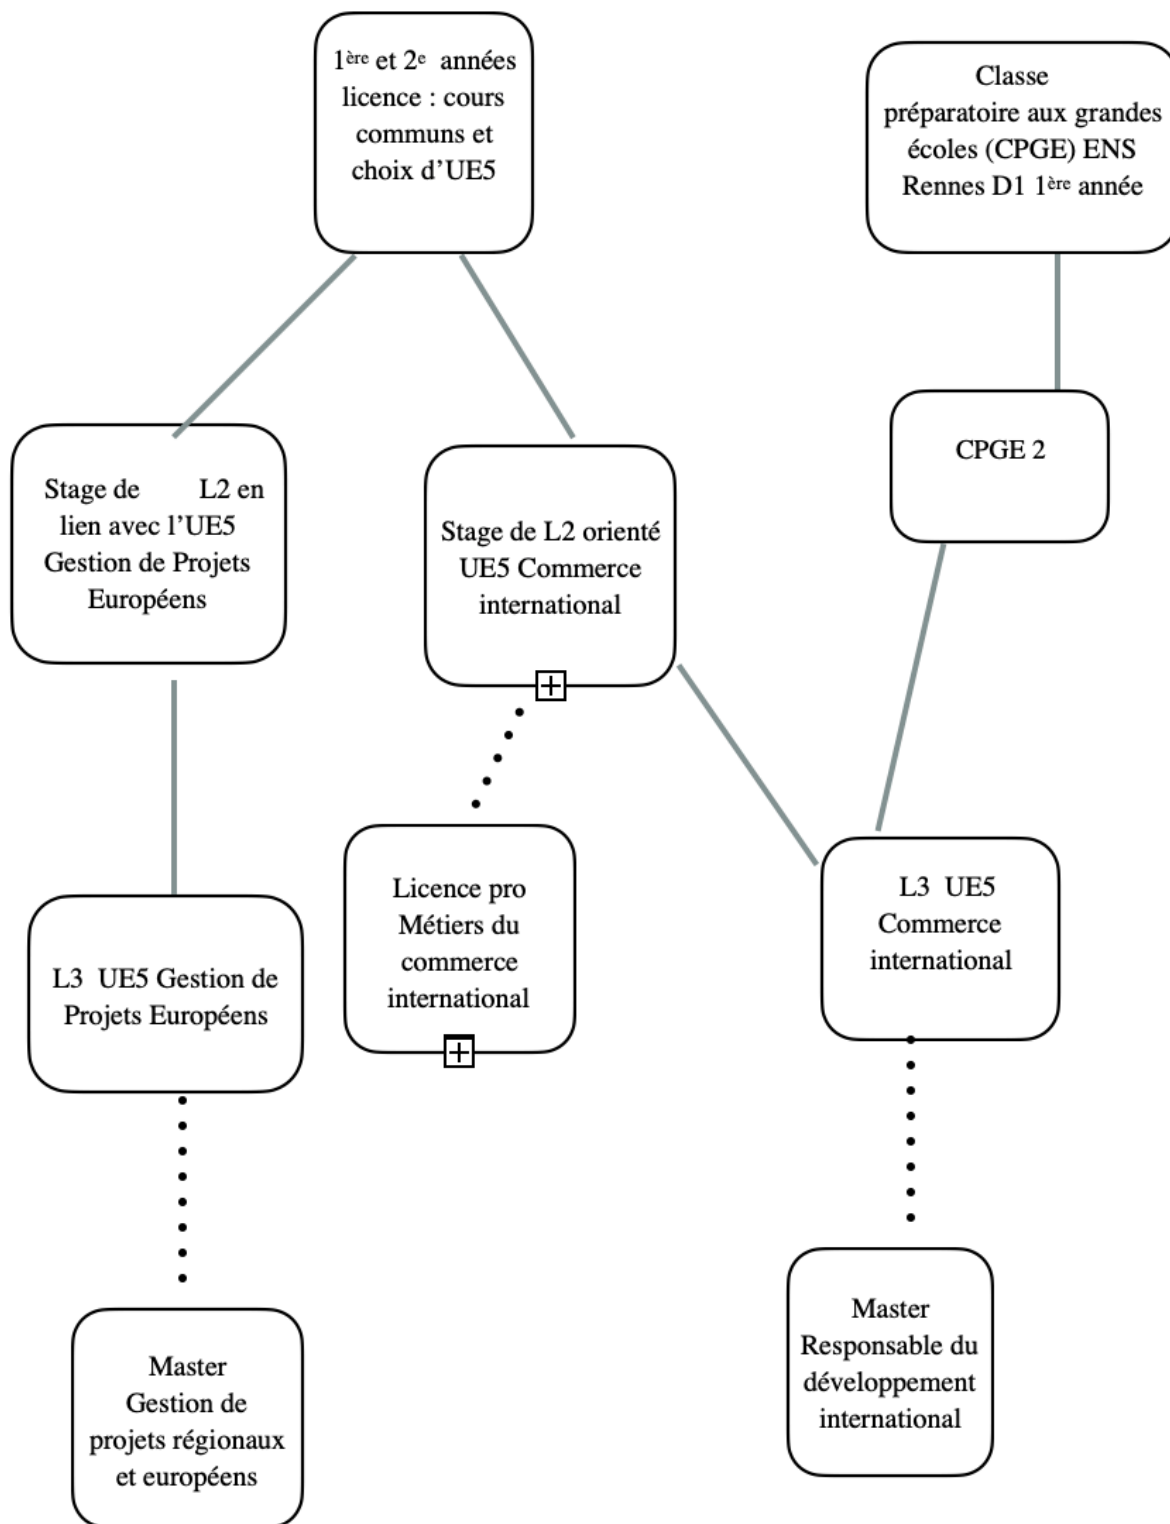 1ère et 2e années
licence : cours
communs et
choix d’UE5
Classe
préparatoire aux grandes
écoles (CPGE) ENS
Rennes D1 1ère année
Stage de L2 en
lien avec l’UE5
Gestion de Projets
Européens
Stage de L2 orienté
UE5 Commerce
international
CPGE 2
Licence pro
Métiers du
commerce
international
L3 UE5
Commerce
international
L3 UE5 Gestion de
Projets Européens
Master
Gestion de
projets régionaux
et européens
Master
Responsable du
développement
international